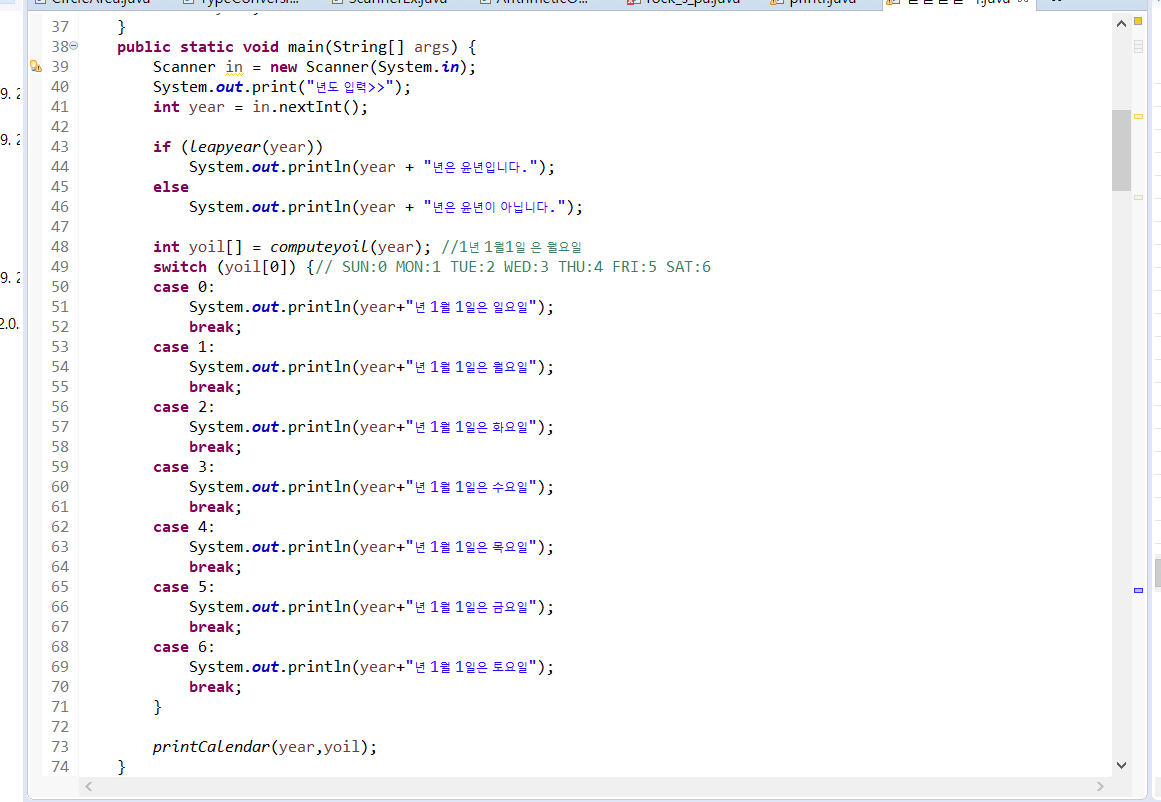 TypeConversi...
ArithmeticO...
printf.java
9. 2
9. 2
9. 2
2.0..
37 }
38 public static void main(String[] args) {
39 Scanner in = new Scanner(System.in);
40 System.out.print("년도 입력>>");
41 int year = in.nextInt();
42
43 if (leapyear(year))
44 System.out.println(year + "년은 윤년입니다.");
45 else
46 System.out.println(year + "년은 윤년이 아닙니다.");
47
48 int yoil[] = computeyoil(year); //1년 1월1일 은 월요일
49 switch (yoil[0]) {// SUN:0 MON:1 TUE:2 WED:3 THU:4 FRI:5 SAT:6
50 case 0:
51 System.out.println(year+"년 1월 1일은 일요일");
52 break;
53 case 1:
54 System.out.println(year+"년 1월 1일은 월요일");
55 break;
56 case 2:
57 System.out.println(year+"년 1월 1일은 화요일");
58 break;
59 case 3:
60 System.out.println(year+"년 1월 1일은 수요일");
61 break;
62 case 4:
63 System.out.println(year+"년 1월 1일은 목요일");
64 break;
65 case 5:
66 System.out.println(year+"년 1월 1일은 금요일");
67 break;
68 case 6:
69 System.out.println(year+"년 1월 1일은 토요일");
70 break;
71 }
72
73 printCalendar(year,yoil);
74 }